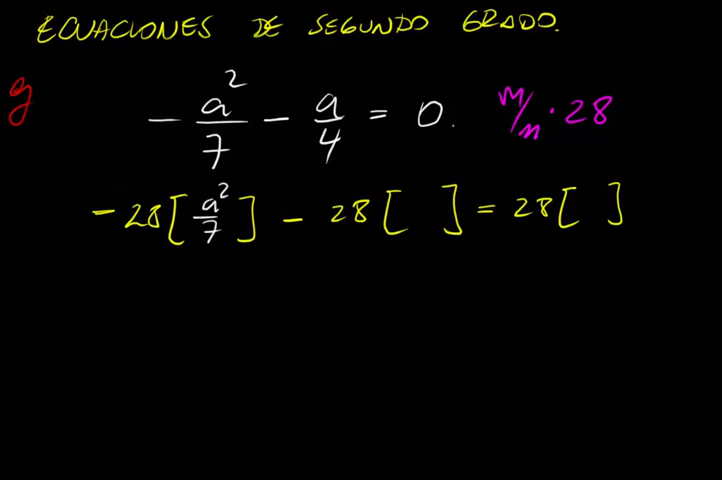 ECUACIONES DE SEGUNDO GRADO.
g
-a²/7 - a/4 = 0. m/m · 28
-28[a²/7] - 28[ ] = 28[ ]